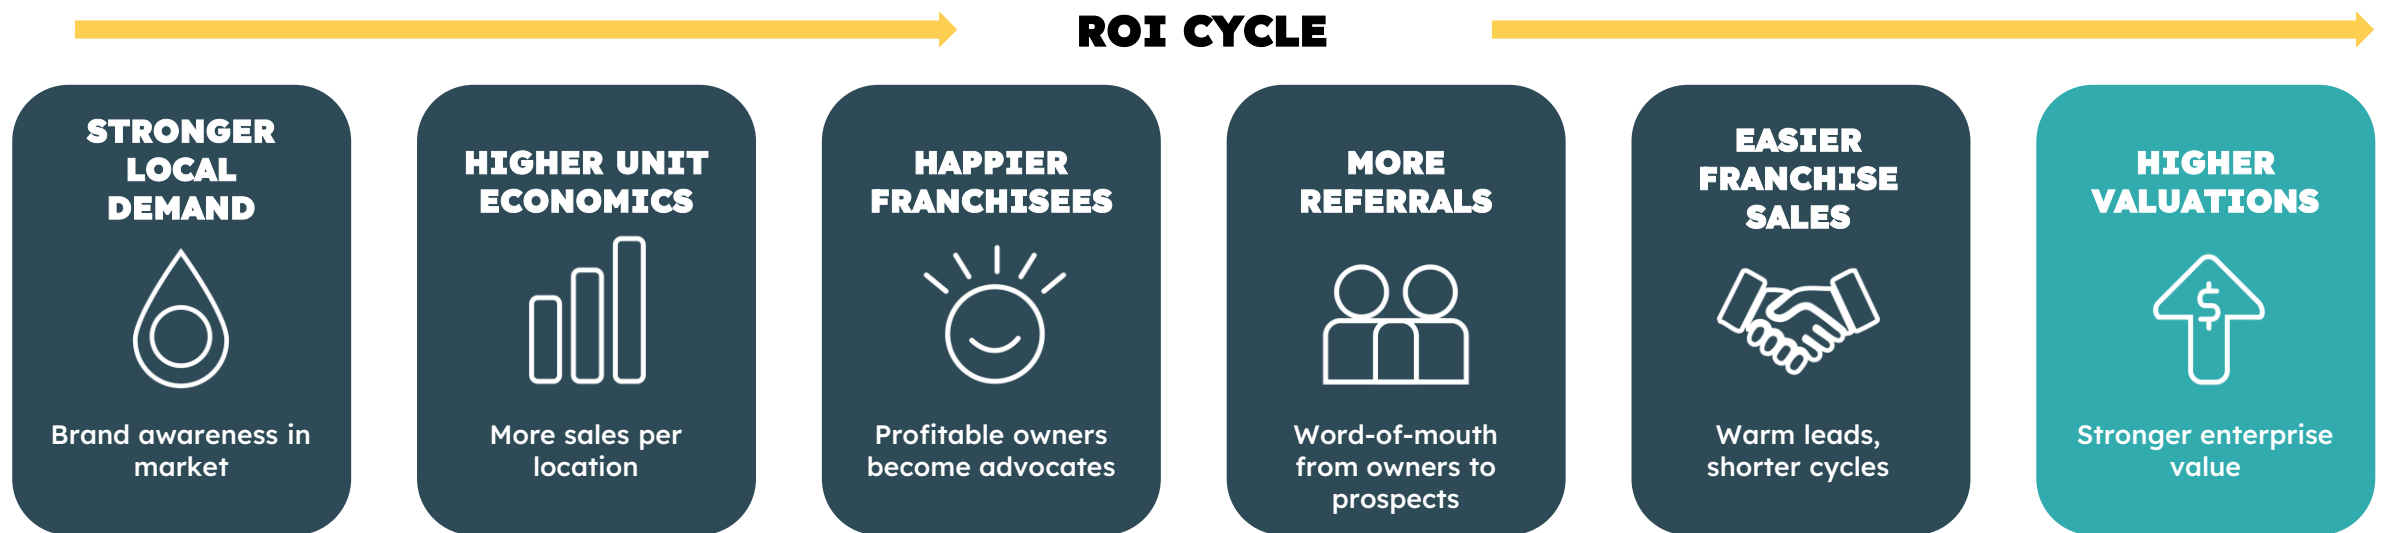 ROI CYCLE
STRONGER
LOCAL
DEMAND
Brand awareness in
market
HIGHER UNIT
ECONOMICS
More sales per
location
HAPPIER
FRANCHISEES
Profitable owners
become advocates
MORE
REFERRALS
Word-of-mouth
from owners to
prospects
EASIER
FRANCHISE
SALES
Warm leads,
shorter cycles
HIGHER
VALUATIONS
$
Stronger enterprise
value